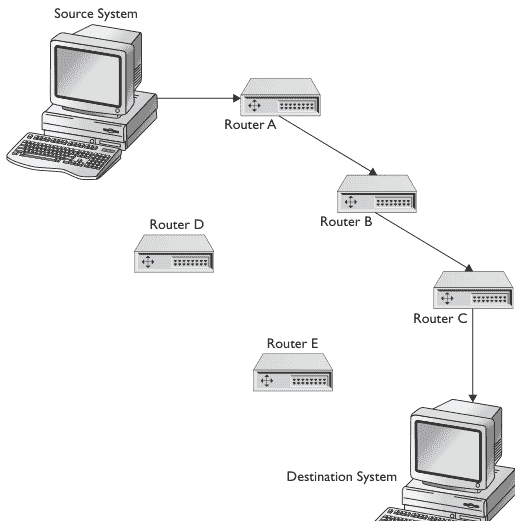 Source System
Router A
Router B
Router D
Router C
Router E
Destination System